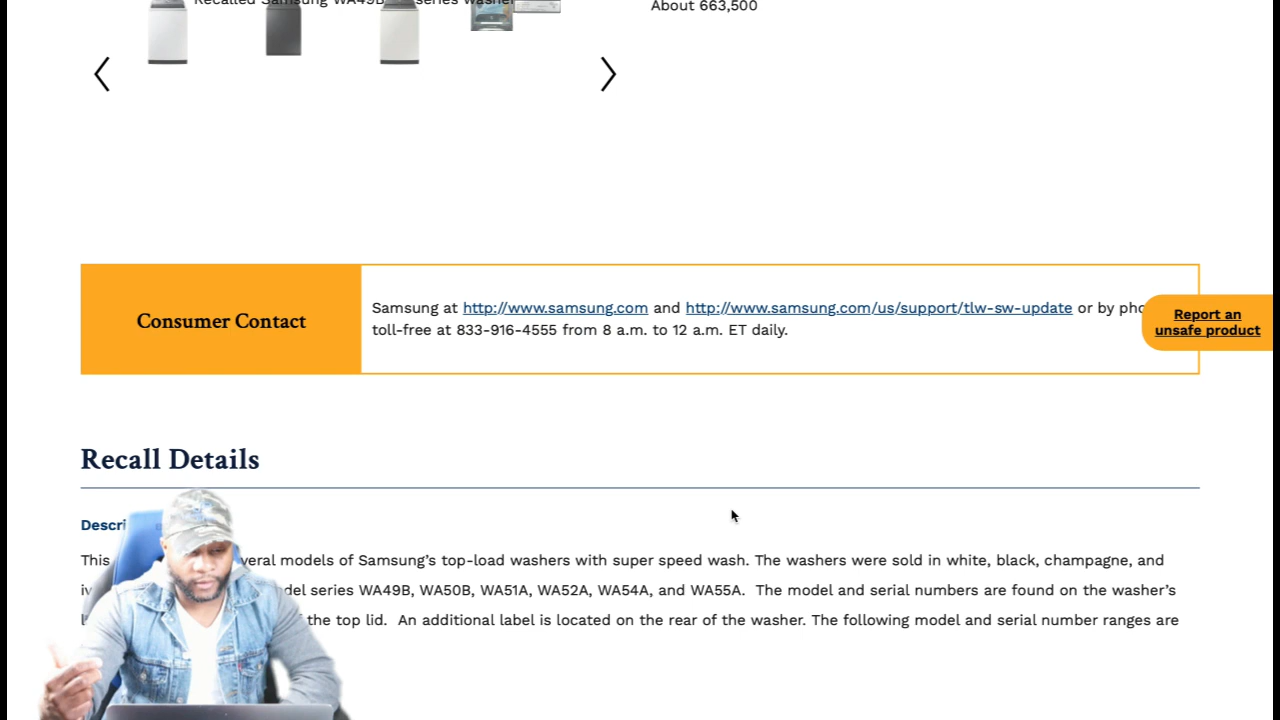 Recalled Samsung WA49B series washer
About 663,500
Consumer Contact
Samsung at http://www.samsung.com and http://www.samsung.com/us/support/tlw-sw-update or by pho
toll-free at 833-916-4555 from 8 a.m. to 12 a.m. ET daily.
Report an
unsafe product
Recall Details
Descri
This veral models of Samsung’s top-load washers with super speed wash. The washers were sold in white, black, champagne, and
iv del series WA49B, WA50B, WA51A, WA52A, WA54A, and WA55A. The model and serial numbers are found on the washer’s
l the top lid. An additional label is located on the rear of the washer. The following model and serial number ranges are